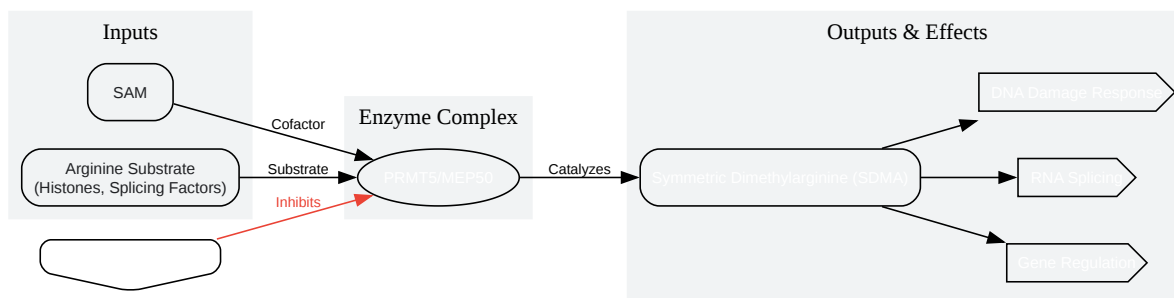 Inputs
SAM
Arginine Substrate
(Histones, Splicing Factors)
Cofactor
Substrate
Inhibits
Enzyme Complex
PRMT5/MEP50
Catalyzes
Outputs & Effects
Symmetric Dimethylarginine (SDMA)
DNA Damage Response
RNA Splicing
Gene Regulation